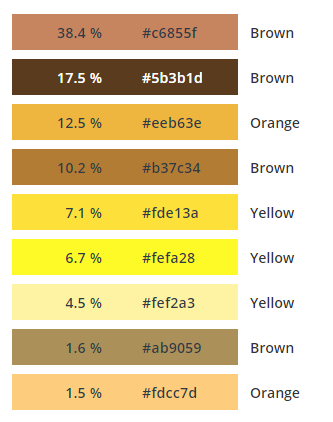 38.4 % #c6855f Brown
17.5 % #5b3b1d Brown
12.5 % #eeb63e Orange
10.2 % #b37c34 Brown
7.1 % #fde13a Yellow
6.7 % #fefa28 Yellow
4.5 % #fef2a3 Yellow
1.6 % #ab9059 Brown
1.5 % #fdcc7d Orange